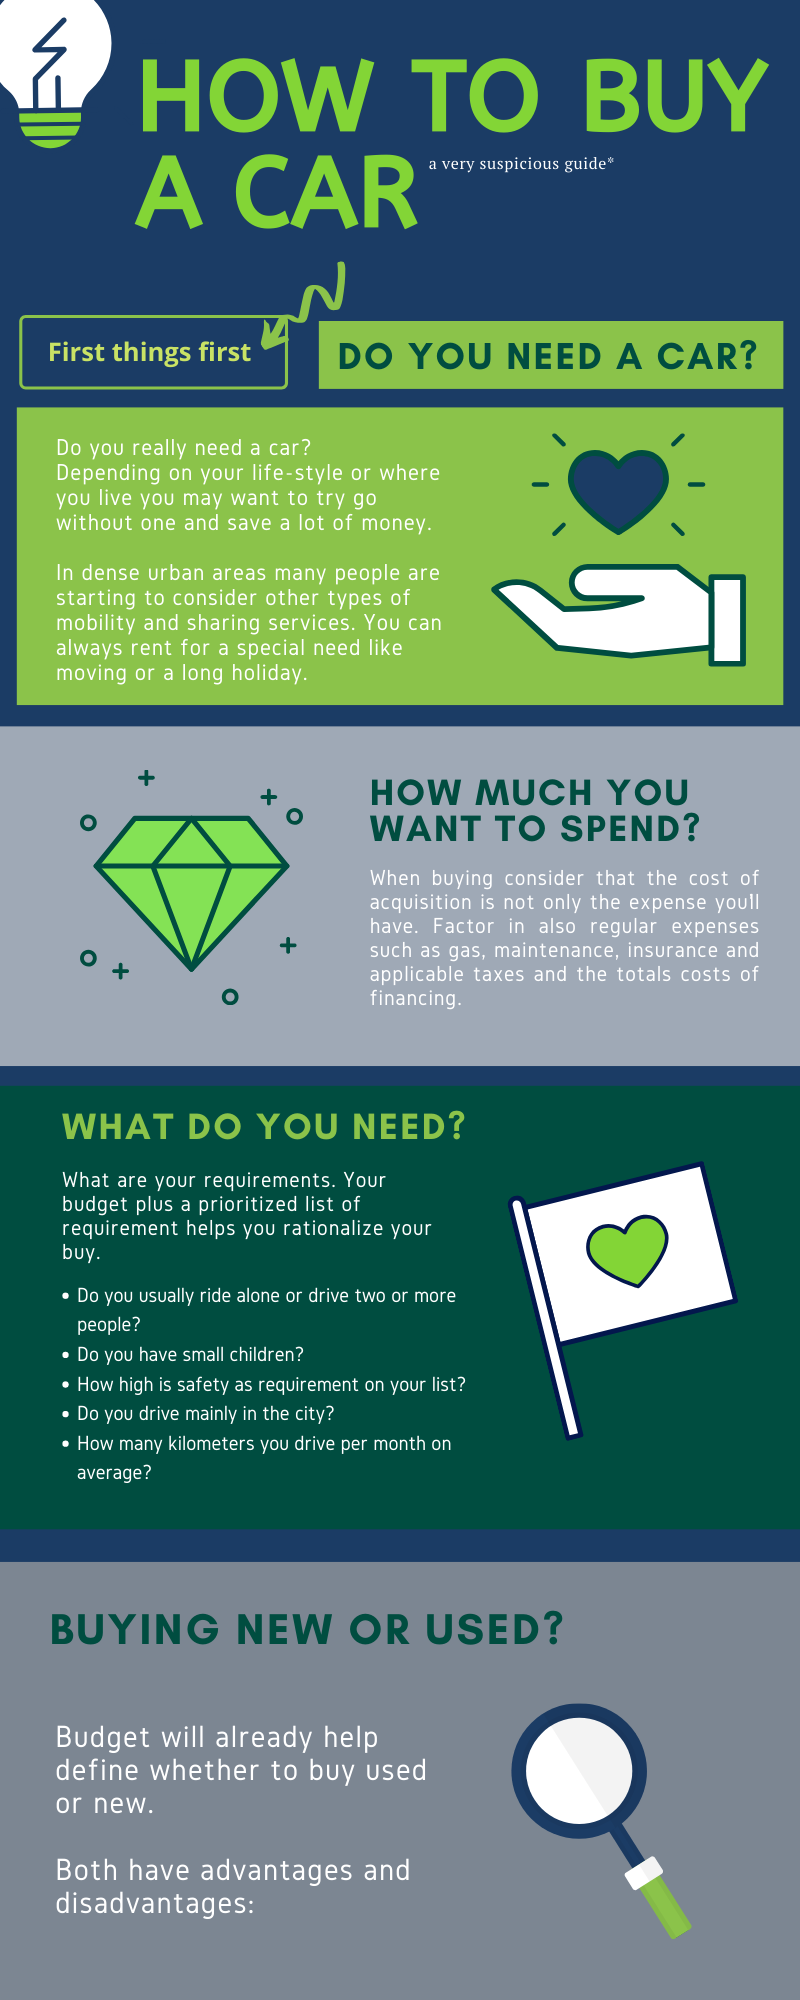 HOW TO BUY
A CAR
a very suspicious guide*
First things first
DO YOU NEED A CAR?
Do you really need a car?
Depending on your life-style or where
you live you may want to try go
without one and save a lot of money.
In dense urban areas many people are
starting to consider other types of
mobility and sharing services. You can
always rent for a special need like
moving or a long holiday.
HOW MUCH YOU
WANT TO SPEND?
When buying consider that the cost of
acquisition is not only the expense youll
have. Factor in also regular expenses
such as gas, maintenance, insurance and
applicable taxes and the totals costs of
financing.
WHAT DO YOU NEED?
What are your requirements. Your
budget plus a prioritized list of
requirement helps you rationalize your
buy.
• Do you usually ride alone or drive two or more
people?
• Do you have small children?
• How high is safety as requirement on your list?
• Do you drive mainly in the city?
• How many kilometers you drive per month on
average?
BUYING NEW OR USED?
Budget will already help
define whether to buy used
or new.
Both have advantages and
disadvantages: